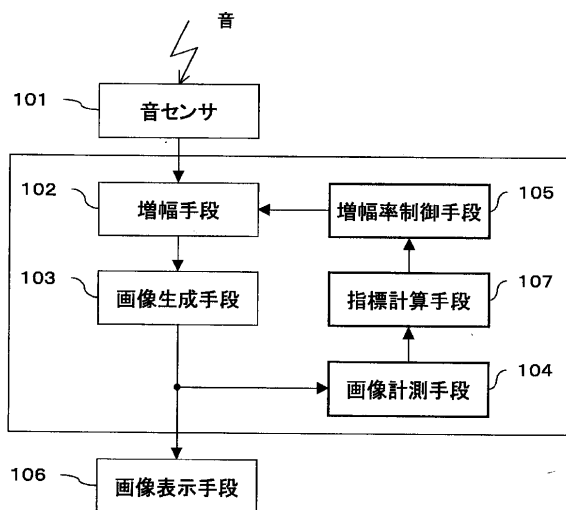 音
101
音センサ
102
増幅手段
増幅率制御手段
105
103
画像生成手段
指標計算手段
107
画像計測手段
104
106
画像表示手段